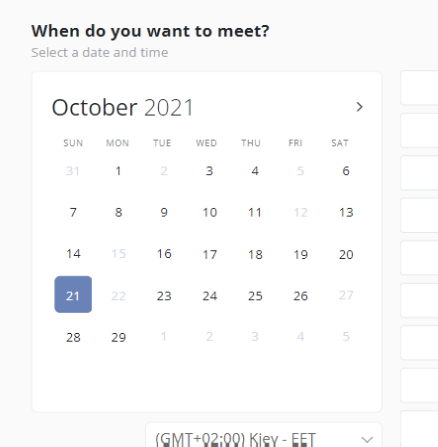 When do you want to meet?
Select a date and time
October 2021
SUN MON TUE WED THU FRI SAT
31 1 2 3 4 5 6
7 8 9 10 11 12 13
14 15 16 17 18 19 20
21 22 23 24 25 26 27
28 29 1 2 3 4 5
(GMT+02:00) Kiev - EET